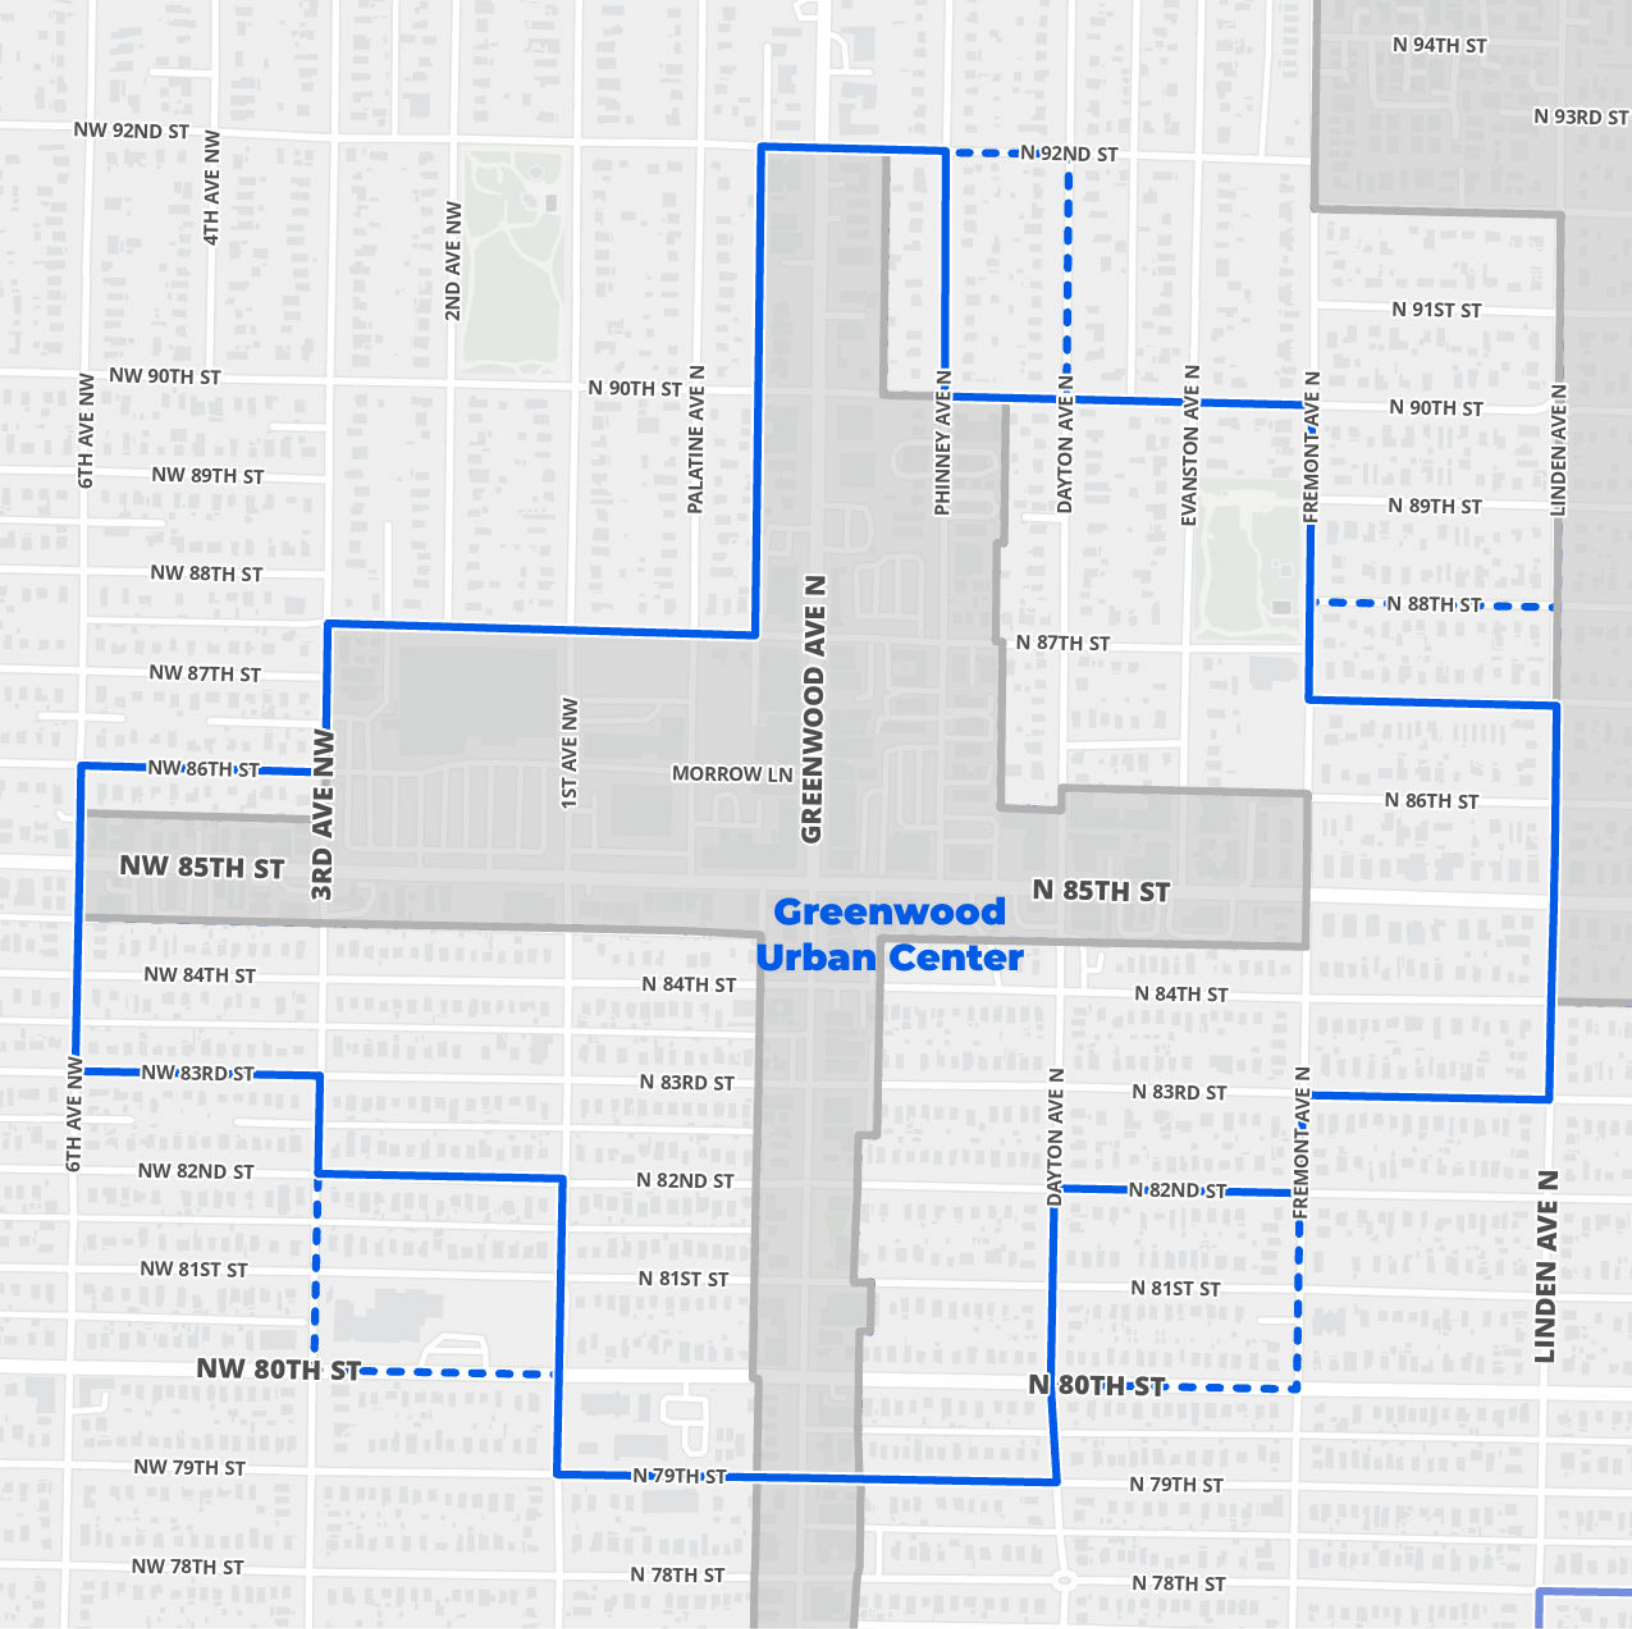 N 94TH ST
N 93RD ST
NW 92ND ST
4TH AVE NW
N 92ND ST
2ND AVE NW
N 91ST ST
NW 90TH ST
6TH AVE NW
N 90TH ST
PALATINE AVE N
PHINNEY AVE N
DAYTON AVE N
EVANSTON AVE N
FREMONT AVE N
N 90TH ST
LINDEN AVE N
NW 89TH ST
N 89TH ST
NW 88TH ST
N 88TH ST
GREENWOOD AVE N
N 87TH ST
NW 87TH ST
1ST AVE NW
3RD AVE NW
NW 86TH ST
MORROW LN
N 86TH ST
NW 85TH ST
N 85TH ST
Greenwood
Urban Center
NW 84TH ST
N 84TH ST
N 84TH ST
6TH AVE NW
NW 83RD ST
N 83RD ST
DAYTON AVE N
N 83RD ST
FREMONT AVE N
NW 82ND ST
N 82ND ST
N 82ND ST
LINDEN AVE N
NW 81ST ST
N 81ST ST
N 81ST ST
NW 80TH ST
N 80TH ST
NW 79TH ST
N 79TH ST
N 79TH ST
NW 78TH ST
N 78TH ST
N 78TH ST